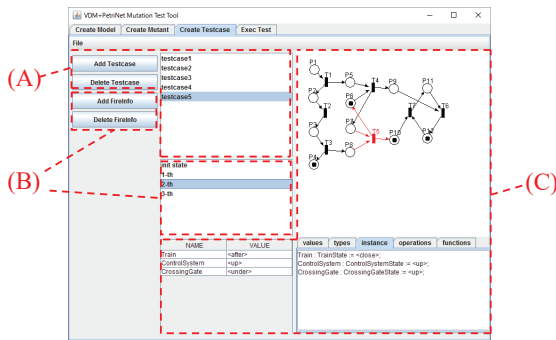 VDM+PetriNet Mutation Test Tool
Create Model Create Mutant Create Testcase Exec Test
File
(A)
Add Testcase
Delete Testcase
Add FireInfo
Delete FireInfo
(B)
testcase1
testcase2
testcase3
testcase4
testcase5
init state
1-th
2-th
3-th
NAME VALUE
Train <after>
ControlSystem <up>
CrossingGate <under>
P1 P5 T4 P9 P11
T1
P2 P6
T2 T7 T8
P3 P7 T5 P10 P12
T3 P8
P4
(C)
values types instance operations functions
Train : TrainState := <close>;
ControlSystem : ControlSystemState := <up>;
CrossingGate : CrossingGateState := <up>;